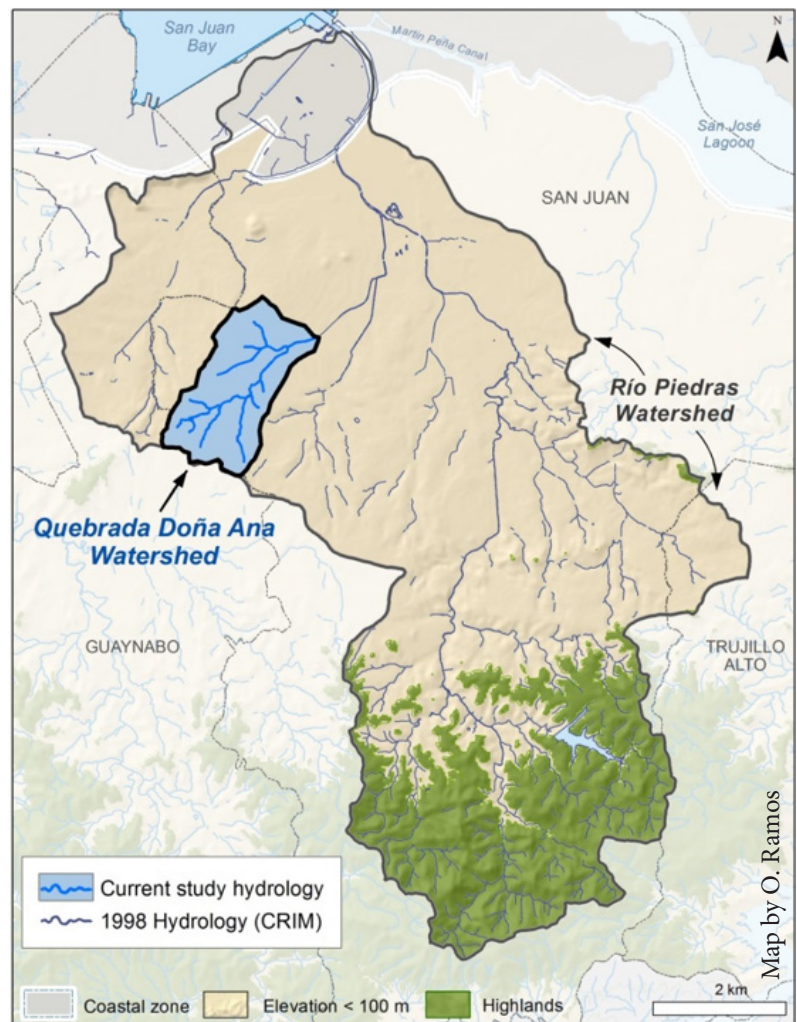 San Juan
Bay
Martin Peña Canal
N
San José
Lagoon
SAN JUAN
Río Piedras
Watershed
Quebrada Doña Ana
Watershed
GUAYNABO
TRUJILLO
ALTO
Current study hydrology
1998 Hydrology (CRIM)
Map by O. Ramos
Coastal zone
Elevation < 100 m
Highlands
2 km